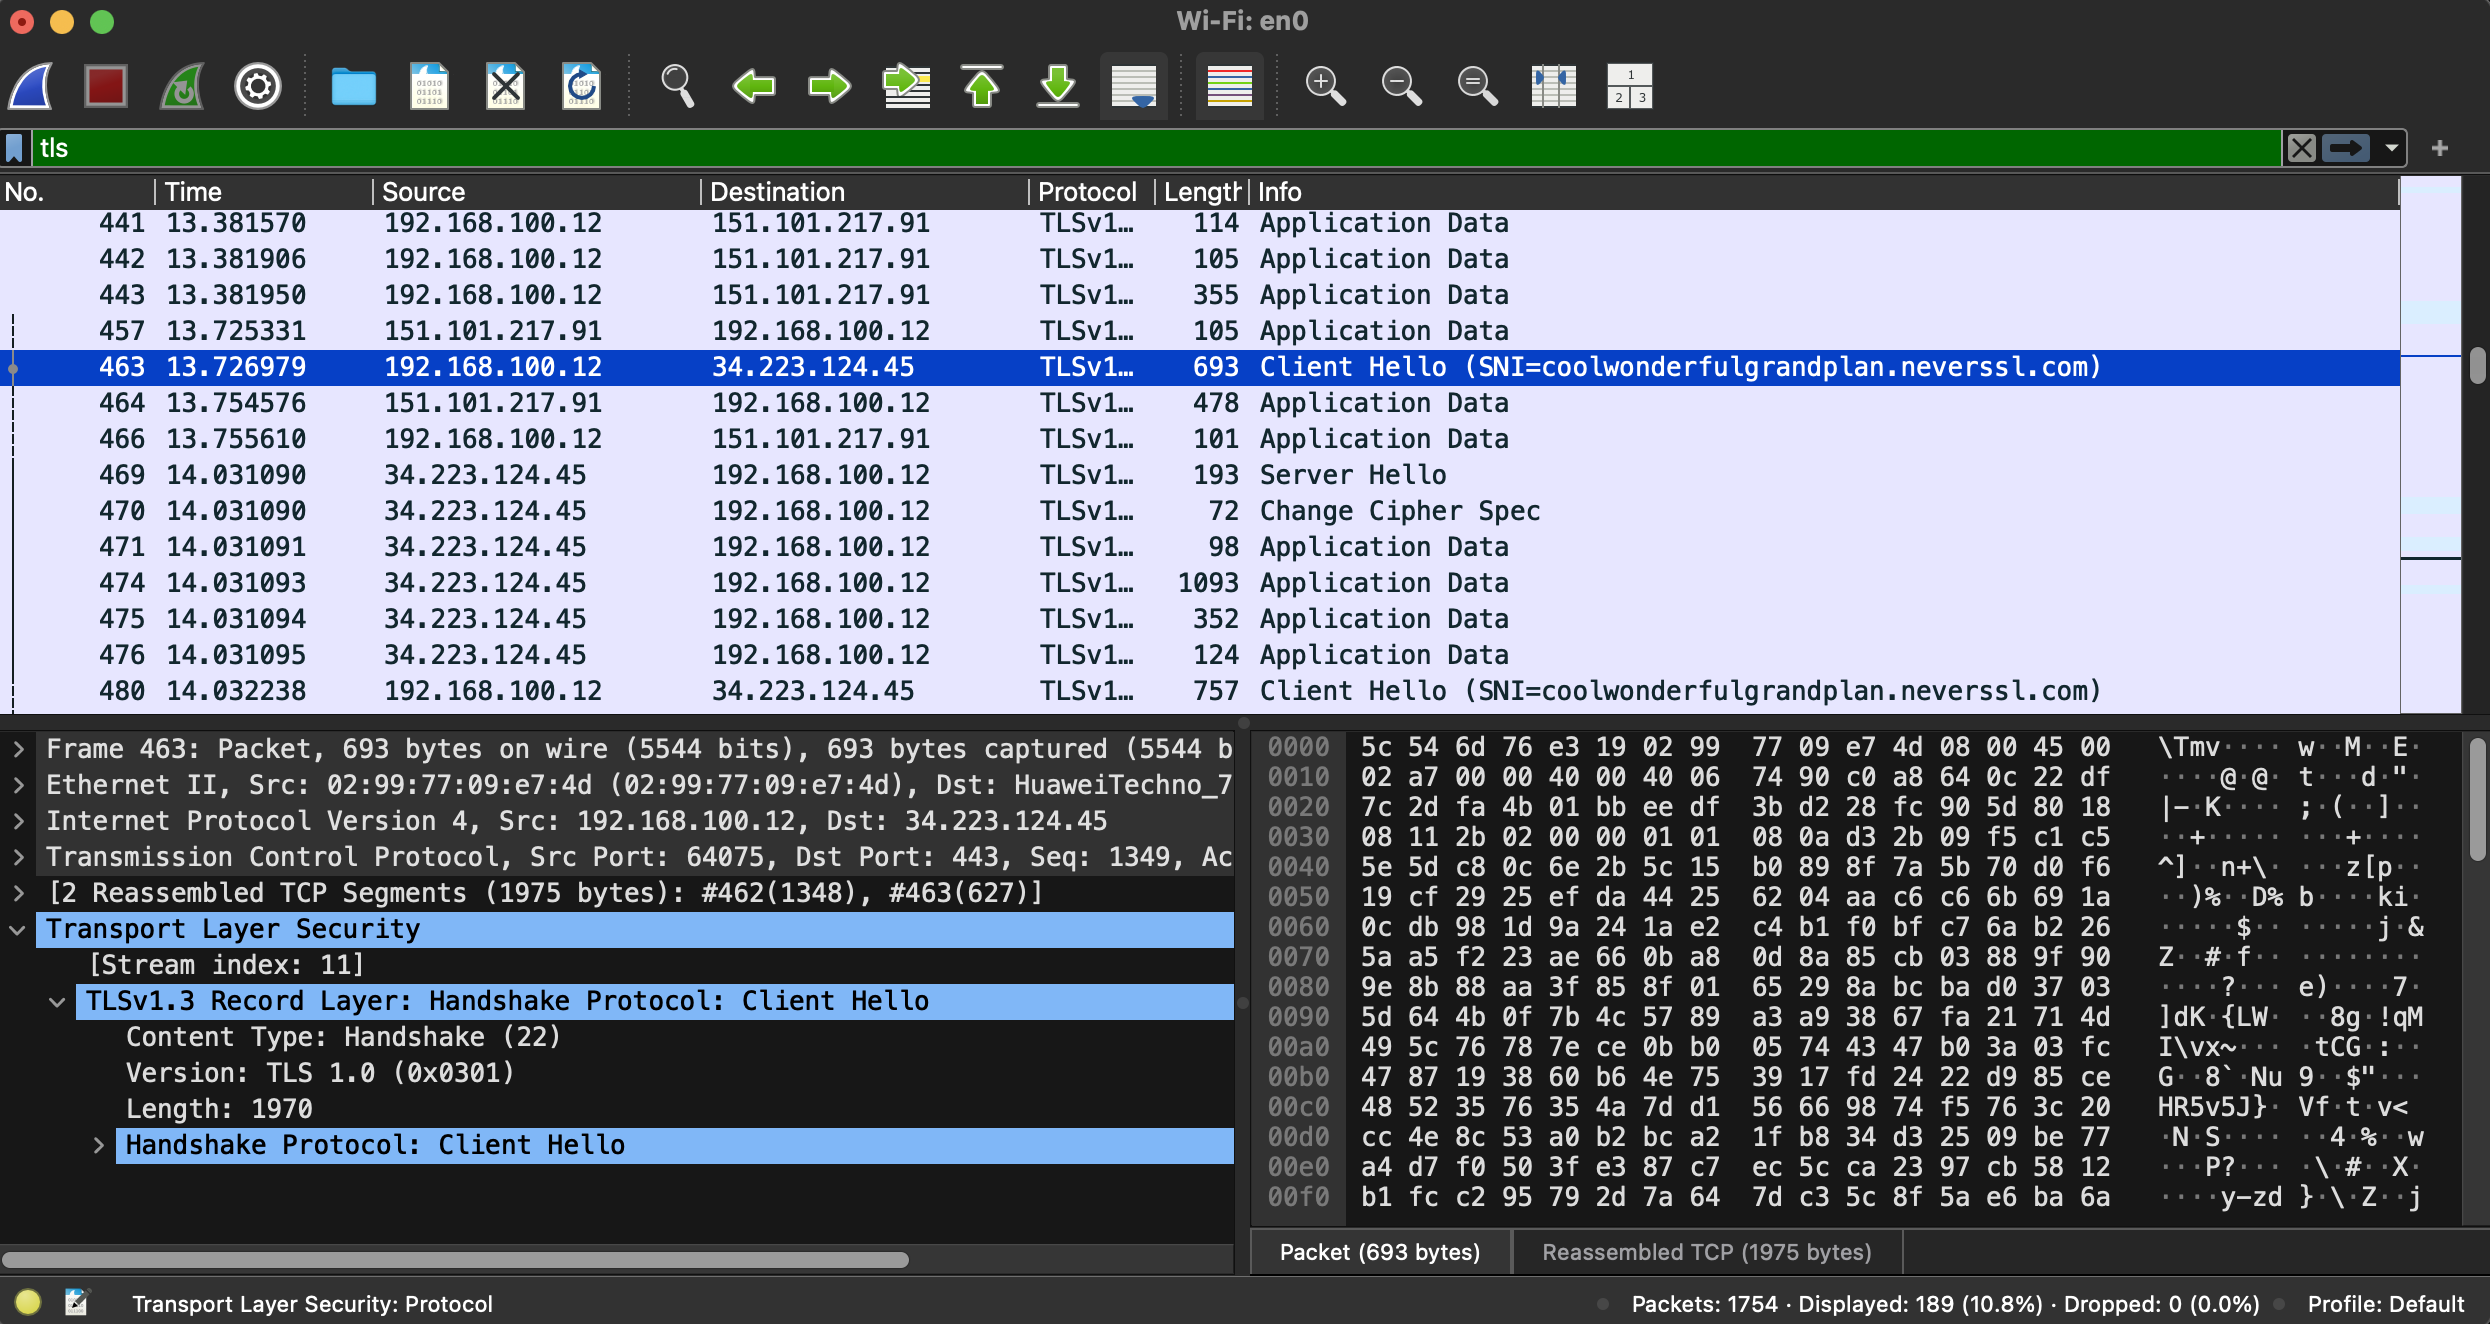 Wi-Fi: en0
tls
No. Time Source Destination Protocol Length Info
441 13.381570 192.168.100.12 151.101.217.91 TLSv1… 114 Application Data
442 13.381906 192.168.100.12 151.101.217.91 TLSv1… 105 Application Data
443 13.381950 192.168.100.12 151.101.217.91 TLSv1… 355 Application Data
457 13.725331 151.101.217.91 192.168.100.12 TLSv1… 105 Application Data
463 13.726979 192.168.100.12 34.223.124.45 TLSv1… 693 Client Hello (SNI=coolwonderfulgrandplan.neverssl.com)
464 13.754576 151.101.217.91 192.168.100.12 TLSv1… 478 Application Data
466 13.755610 192.168.100.12 151.101.217.91 TLSv1… 101 Application Data
469 14.031090 34.223.124.45 192.168.100.12 TLSv1… 193 Server Hello
470 14.031090 34.223.124.45 192.168.100.12 TLSv1… 72 Change Cipher Spec
471 14.031091 34.223.124.45 192.168.100.12 TLSv1… 98 Application Data
474 14.031093 34.223.124.45 192.168.100.12 TLSv1… 1093 Application Data
475 14.031094 34.223.124.45 192.168.100.12 TLSv1… 352 Application Data
476 14.031095 34.223.124.45 192.168.100.12 TLSv1… 124 Application Data
480 14.032238 192.168.100.12 34.223.124.45 TLSv1… 757 Client Hello (SNI=coolwonderfulgrandplan.neverssl.com)
Frame 463: Packet, 693 bytes on wire (5544 bits), 693 bytes captured (5544 b
Ethernet II, Src: 02:99:77:09:e7:4d (02:99:77:09:e7:4d), Dst: HuaweiTechno_7
Internet Protocol Version 4, Src: 192.168.100.12, Dst: 34.223.124.45
Transmission Control Protocol, Src Port: 64075, Dst Port: 443, Seq: 1349, Ac
[2 Reassembled TCP Segments (1975 bytes): #462(1348), #463(627)]
Transport Layer Security
[Stream index: 11]
TLSv1.3 Record Layer: Handshake Protocol: Client Hello
Content Type: Handshake (22)
Version: TLS 1.0 (0x0301)
Length: 1970
Handshake Protocol: Client Hello
0000 5c 54 6d 76 e3 19 02 99 77 09 e7 4d 08 00 45 00 \Tmv···· w··M··E·
0010 02 a7 00 00 40 00 40 06 74 90 c0 a8 64 0c 22 df ····@·@· t···d·"·
0020 7c 2d fa 4b 01 bb ee df 3b d2 28 fc 90 5d 80 18 |-·K···· ;·(··]··
0030 08 11 2b 02 00 00 01 01 08 0a d3 2b 09 f5 c1 c5 ··+····· ···+····
0040 5e 5d c8 0c 6e 2b 5c 15 b0 89 8f 7a 5b 70 d0 f6 ^]··n+\· ···z[p··
0050 19 cf 29 25 ef da 44 25 62 04 aa c6 c6 6b 69 1a ··)%··D% b····ki·
0060 0c db 98 1d 9a 24 1a e2 c4 b1 f0 bf c7 6a b2 26 ·····$·· ·····j·&
0070 5a a5 f2 23 ae 66 0b a8 0d 8a 85 cb 03 88 9f 90 Z··#·f·· ········
0080 9e 8b 88 aa 3f 85 8f 01 65 29 8a bc ba d0 37 03 ····?··· e)····7·
0090 5d 64 4b 0f 7b 4c 57 89 a3 a9 38 67 fa 21 71 4d ]dK·{LW· ··8g·!qM
00a0 49 5c 76 78 7e ce 0b b0 05 74 43 47 b0 3a 03 fc I\vx~··· ·tCG·:··
00b0 47 87 19 38 60 b6 4e 75 39 17 fd 24 22 d9 85 ce G··8`·Nu 9··$"···
00c0 48 52 35 76 35 4a 7d d1 56 66 98 74 f5 76 3c 20 HR5v5J}· Vf·t·v<
00d0 cc 4e 8c 53 a0 b2 bc a2 1f b8 34 d3 25 09 be 77 ·N·S···· ··4·%··w
00e0 a4 d7 f0 50 3f e3 87 c7 ec 5c ca 23 97 cb 58 12 ···P?··· ·\·#··X·
00f0 b1 fc c2 95 79 2d 7a 64 7d c3 5c 8f 5a e6 ba 6a ····y-zd }·\·Z··j
Packet (693 bytes) Reassembled TCP (1975 bytes)
Transport Layer Security: Protocol Packets: 1754 · Displayed: 189 (10.8%) · Dropped: 0 (0.0%) Profile: Default